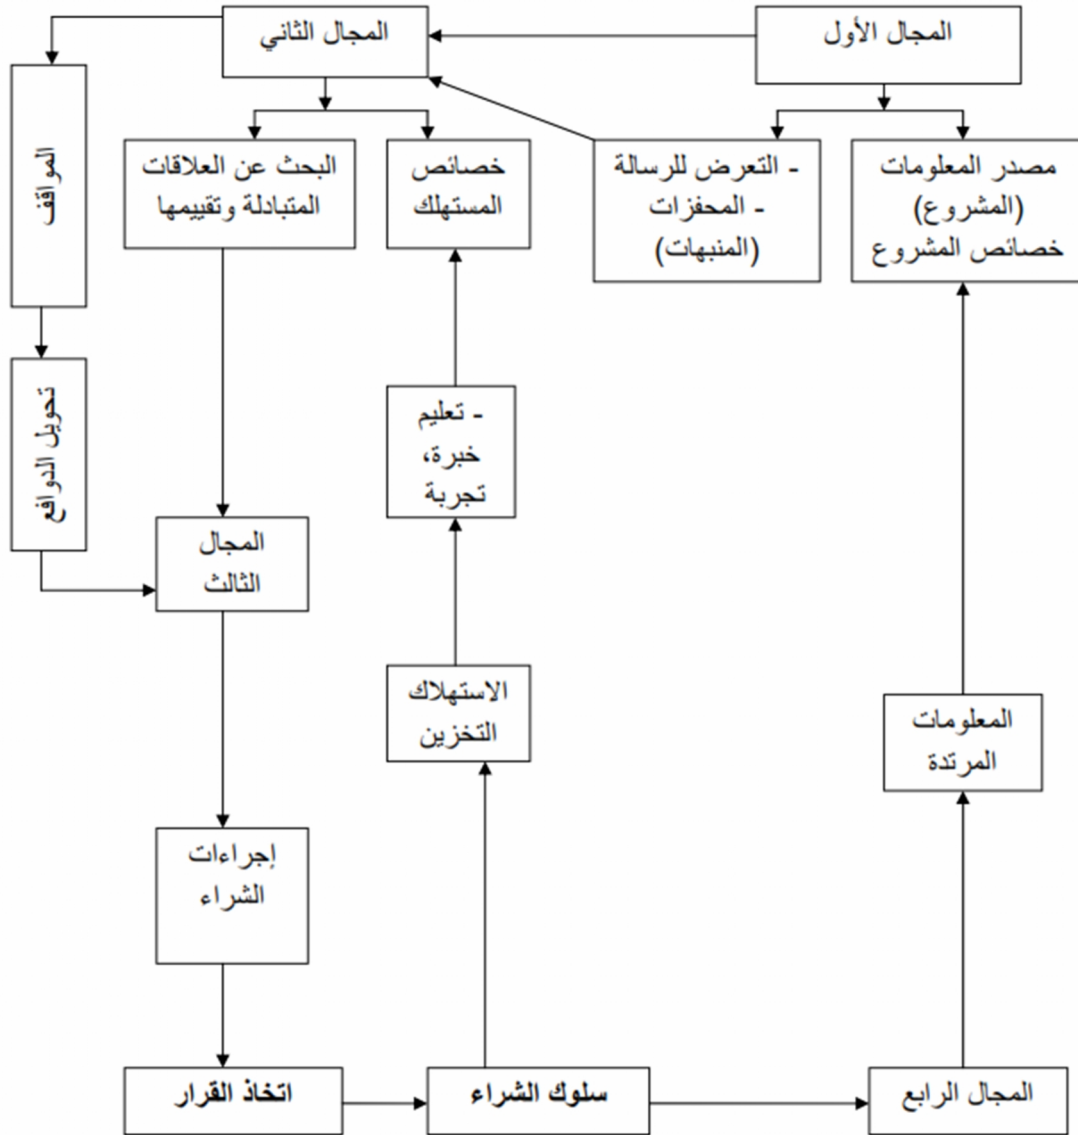 المجال الأول
المجال الثاني
مصدر المعلومات
(المشروع)
خصائص المشروع
- التعرض للرسالة
- المحفزات
(المنبهات)
خصائص
المستهلك
البحث عن العلاقات
المتبادلة وتقييمها
المواقف
تحويل الدوافع
- تعليم
خبرة،
تجربة
المجال
الثالث
الاستهلاك
التخزين
المعلومات
المرتدة
إجراءات
الشراء
المجال الرابع
سلوك الشراء
اتخاذ القرار